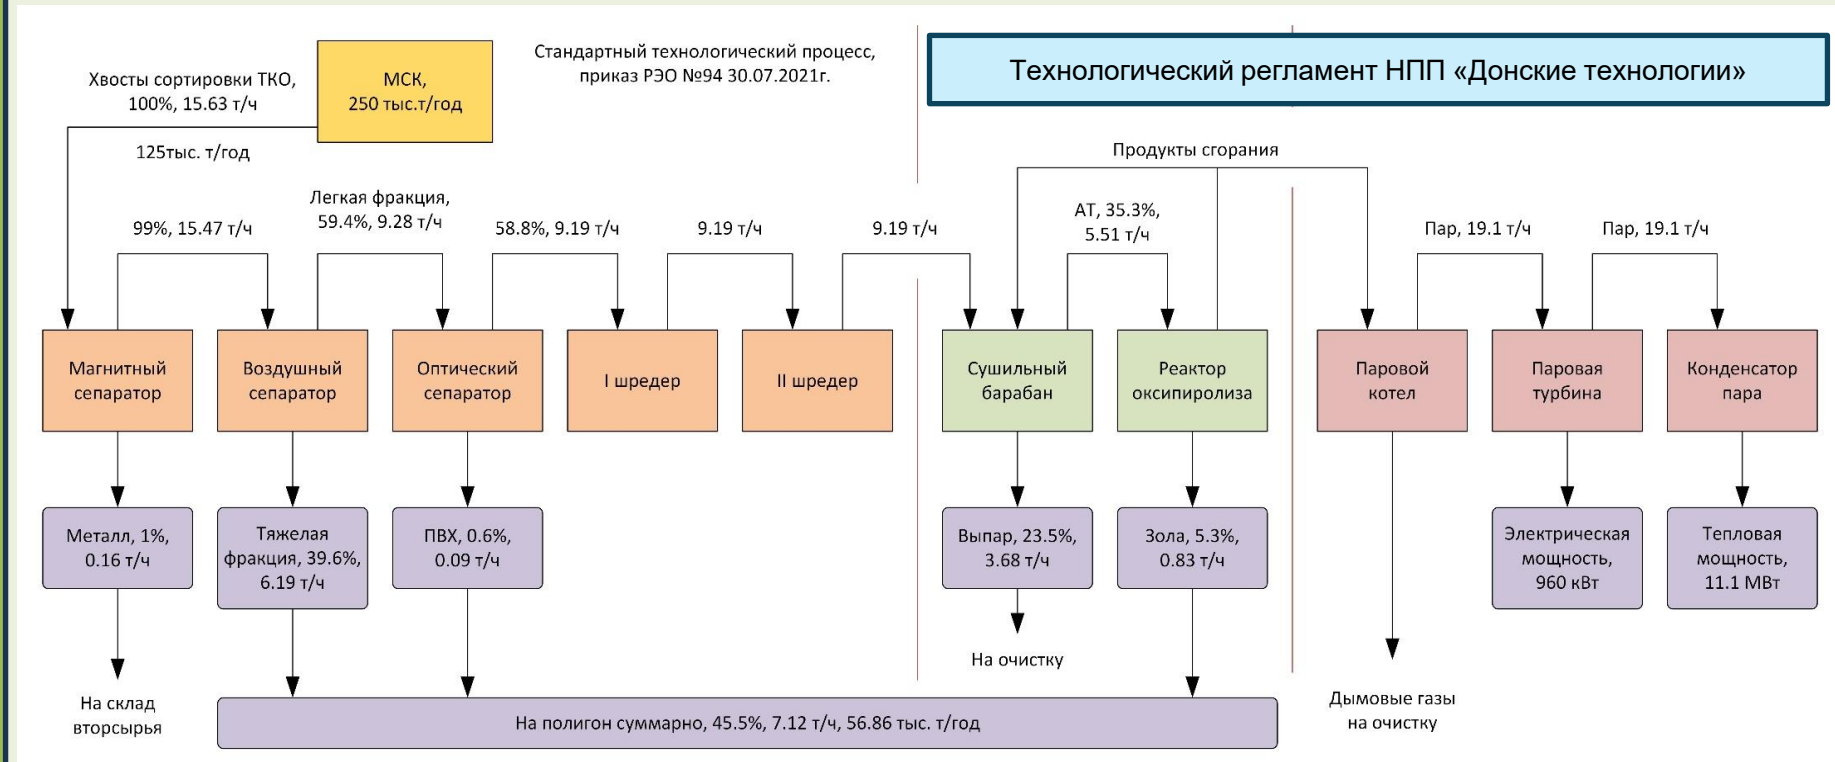 Хвосты сортировки ТКО,
100%, 15.63 т/ч
125тыс. т/год
МСК,
250 тыс.т/год
Стандартный технологический процесс,
приказ РЭО №94 30.07.2021г.
Технологический регламент НПП «Донские технологии»
Продукты сгорания
99%, 15.47 т/ч
Легкая фракция,
59.4%, 9.28 т/ч
58.8%, 9.19 т/ч
9.19 т/ч
9.19 т/ч
АТ, 35.3%,
5.51 т/ч
Пар, 19.1 т/ч
Пар, 19.1 т/ч
Магнитный
сепаратор
Воздушный
сепаратор
Оптический
сепаратор
I шредер
II шредер
Сушильный
барабан
Реактор
оксипиролиза
Паровой
котел
Паровая
турбина
Конденсатор
пара
Металл, 1%,
0.16 т/ч
Тяжелая
фракция, 39.6%,
6.19 т/ч
ПВХ, 0.6%,
0.09 т/ч
Выпар, 23.5%,
3.68 т/ч
Зола, 5.3%,
0.83 т/ч
Электрическая
мощность,
960 кВт
Тепловая
мощность,
11.1 МВт
На очистку
На склад
вторсырья
На полигон суммарно, 45.5%, 7.12 т/ч, 56.86 тыс. т/год
Дымовые газы
на очистку